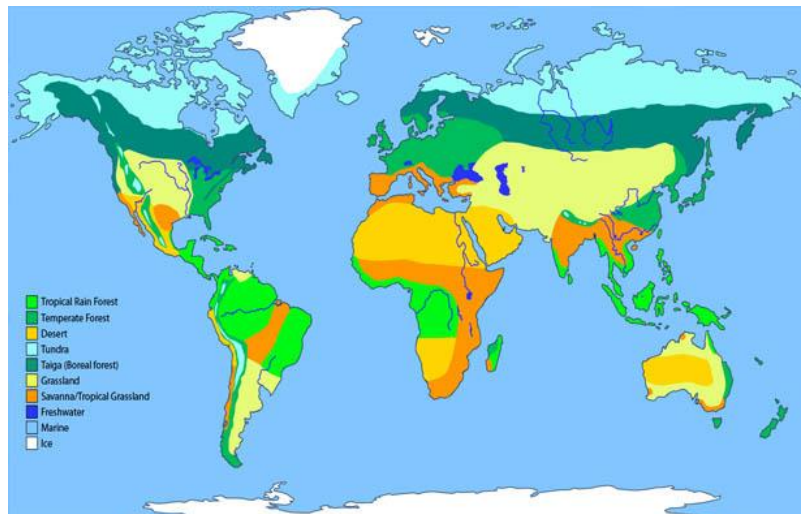 Tropical Rain Forest
Temperate Forest
Desert
Tundra
Taiga (Boreal forest)
Grassland
Savanna/Tropical Grassland
Freshwater
Marine
Ice